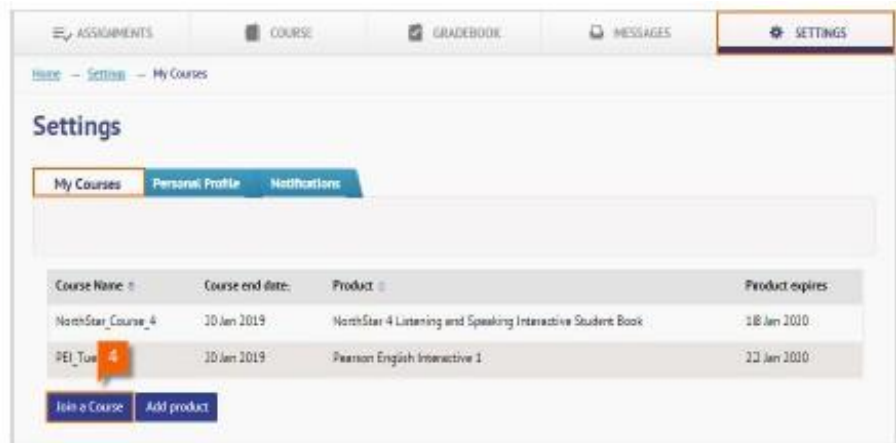 ASSIGNMENTS COURSE GRADEBOOK MESSAGES SETTINGS
Home – Settings – My Courses
Settings
My Courses Personal Profile Notifications
Course Name Course end date: Product Product expires
NorthStar_Course_4 20 Jan 2019 NorthStar 4 Listening and Speaking Interactive Student Book 18 Jan 2020
PEI_Tue 4 20 Jan 2019 Pearson English Interactive 1 22 Jan 2020
Join a Course Add product